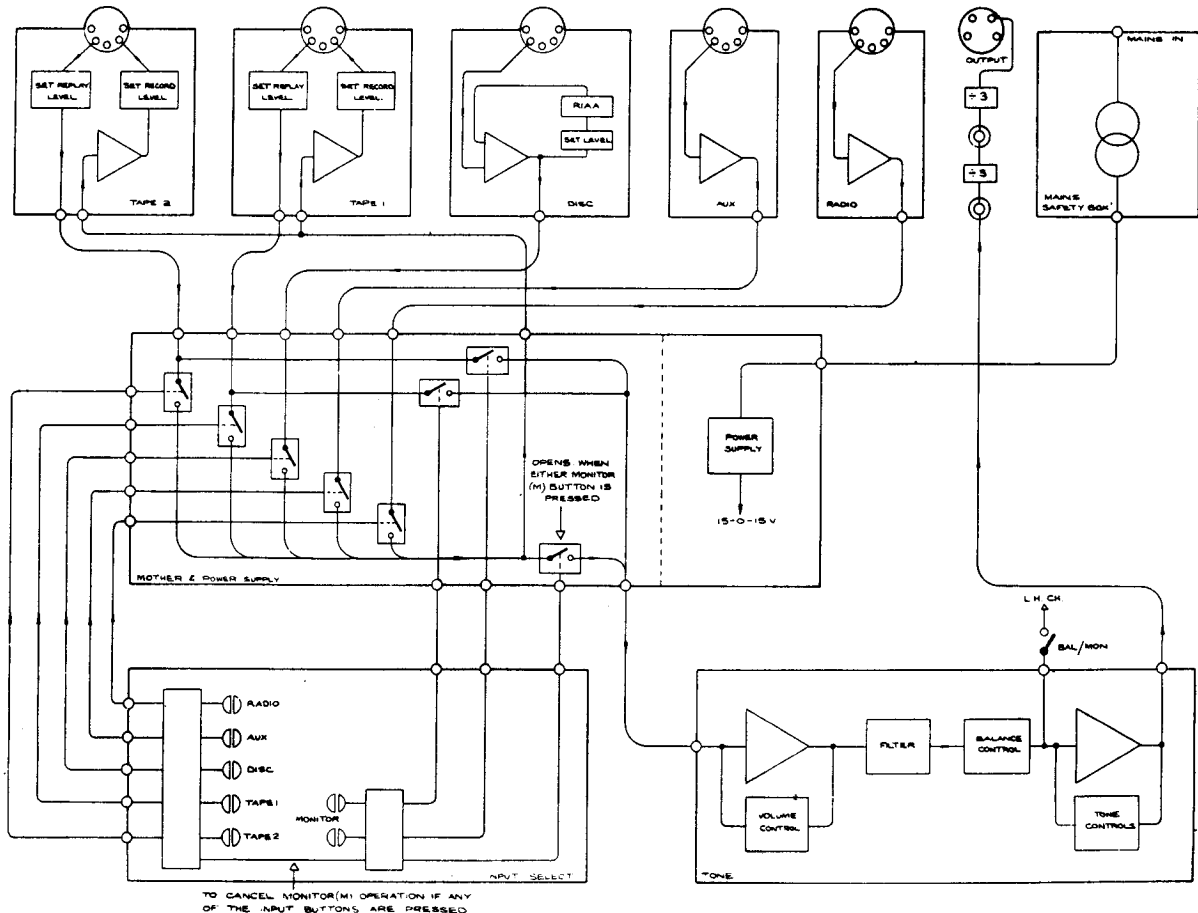 MAINS IN
OUTPUT
SET REPLAY
LEVEL
SET RECORD
LEVEL
SET REPLAY
LEVEL
SET RECORD
LEVEL.
RIAA
SET LEVEL
÷3
TAPE 2
TAPE 1
DISC
AUX
RADIO
MAINS
SAFETY BOX
OPENS WHEN
EITHER MONITOR
(M) BUTTON IS
PRESSED
POWER
SUPPLY
15-0-15 V
MOTHER & POWER SUPPLY
L.H. CH.
BAL/MON
RADIO
AUX
DISC
TAPE 1
TAPE 2
MONITOR
INPUT SELECT
FILTER
BALANCE
CONTROL
VOLUME
CONTROL
TONE
CONTROLS
TONE
TO CANCEL MONITOR(M) OPERATION IF ANY
OF THE INPUT BUTTONS ARE PRESSED